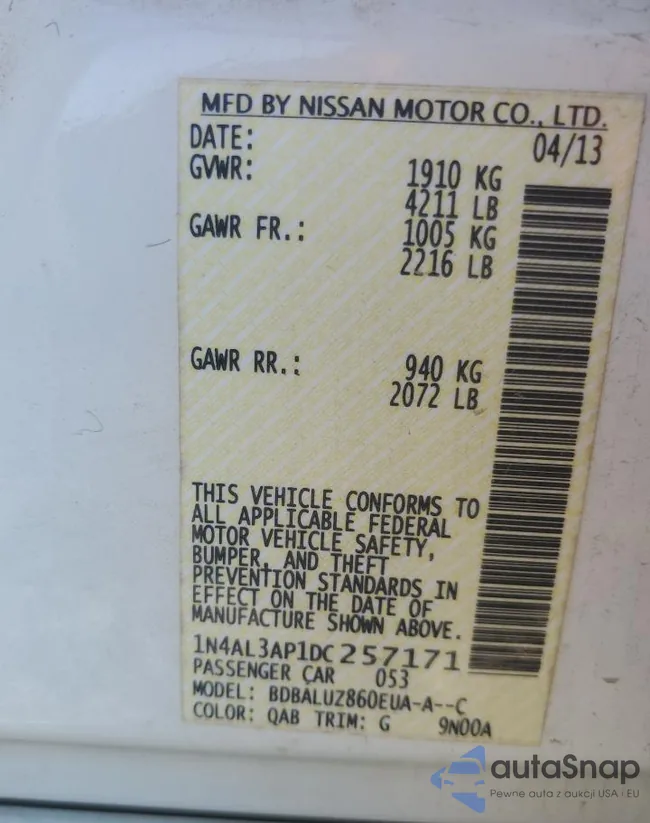 MFD BY NISSAN MOTOR CO., LTD.
DATE: 04/13
GVWR: 1910 KG
4211 LB
GAWR FR.: 1005 KG
2216 LB
GAWR RR.: 940 KG
2072 LB
THIS VEHICLE CONFORMS TO
ALL APPLICABLE FEDERAL
MOTOR VEHICLE SAFETY,
BUMPER, AND THEFT
PREVENTION STANDARDS IN
EFFECT ON THE DATE OF
MANUFACTURE SHOWN ABOVE.
1N4AL3AP1DC257171
PASSENGER CAR 053
MODEL: BDBALUZ860EUA-A--C
COLOR: QAB TRIM: G 9N00A
autaSnap
Pewne auta z aukcji USA i EU